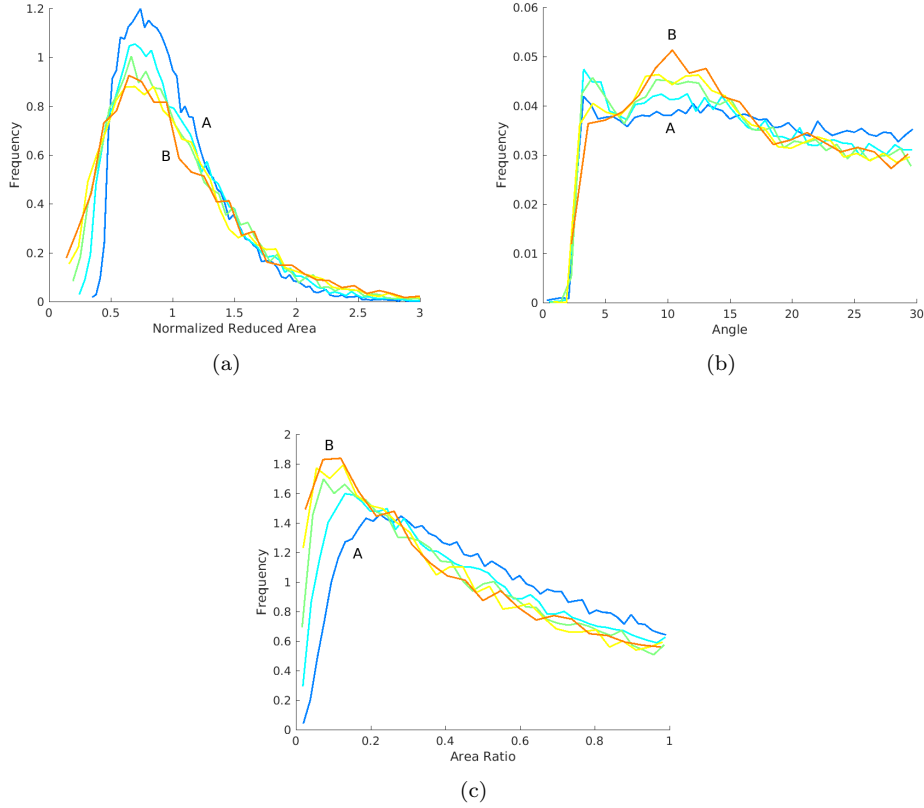 Frequency
1.2
1
0.8
0.6
0.4
0.2
0
A
B
0 0.5 1 1.5 2 2.5 3
Normalized Reduced Area
(a)
Frequency
0.06
0.05
0.04
0.03
0.02
0.01
0
B
A
0 5 10 15 20 25 30
Angle
(b)
Frequency
2
1.8
1.6
1.4
1.2
1
0.8
0.6
0.4
0.2
0
B
A
0 0.2 0.4 0.6 0.8 1
Area Ratio
(c)